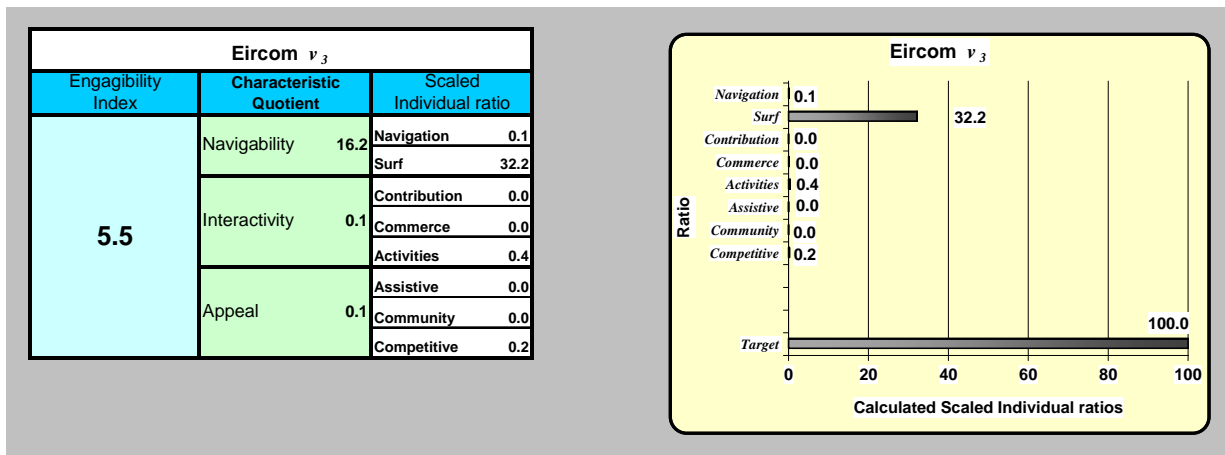 Eircom v 3
Engagibility Index
Characteristic Quotient
Scaled Individual ratio
5.5
Navigability 16.2
Navigation 0.1
Surf 32.2
Interactivity 0.1
Contribution 0.0
Commerce 0.0
Activities 0.4
Appeal 0.1
Assistive 0.0
Community 0.0
Competitive 0.2
Eircom v 3
Ratio
Navigation 0.1
Surf 32.2
Contribution 0.0
Commerce 0.0
Activities 0.4
Assistive 0.0
Community 0.0
Competitive 0.2
100.0
Target
0 20 40 60 80 100
Calculated Scaled Individual ratios